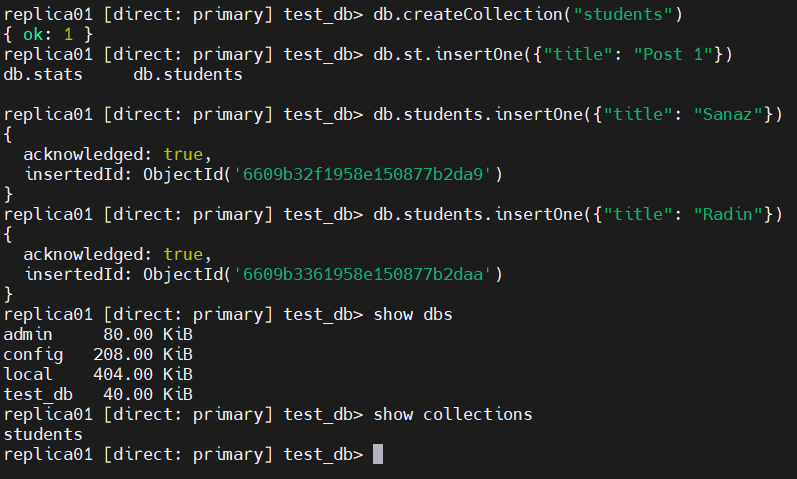 replica01 [direct: primary] test_db> db.createCollection("students")
{ ok: 1 }
replica01 [direct: primary] test_db> db.st.insertOne({"title": "Post 1"})
db.stats     db.students
replica01 [direct: primary] test_db> db.students.insertOne({"title": "Sanaz"})
{
  acknowledged: true,
  insertedId: ObjectId('6609b32f1958e150877b2da9')
}
replica01 [direct: primary] test_db> db.students.insertOne({"title": "Radin"})
{
  acknowledged: true,
  insertedId: ObjectId('6609b3361958e150877b2daa')
}
replica01 [direct: primary] test_db> show dbs
admin     80.00 KiB
config   208.00 KiB
local    404.00 KiB
test_db   40.00 KiB
replica01 [direct: primary] test_db> show collections
students
replica01 [direct: primary] test_db>